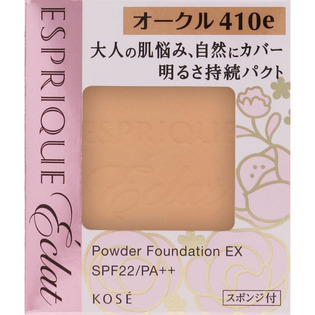 ESPRIQUE
Éclat
オークル 410e
大人の肌悩み、自然にカバー
明るさ持続パクト
Powder Foundation EX
SPF22/PA++
KOSÉ
スポンジ付